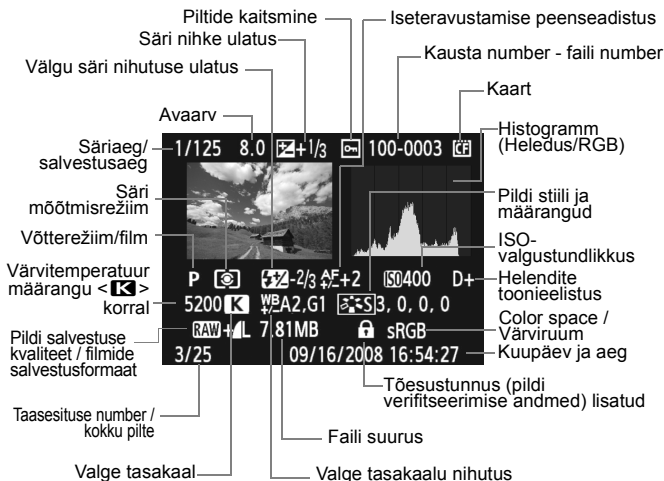 Piltide kaitsmine
Iseteravustamise peenseadistus
Säri nihke ulatus
Kausta number - faili number
Välgu säri nihutuse ulatus
Kaart
Avaarv
Säriaeg/
salvestusaeg
1/125 8.0 +1/3 100-0003 CF
Histogramm
(Heledus/RGB)
Säri
mõõtmisrežiim
Pildi stiili ja
määrangud
Võtterežiim/film
ISO-
valgustundlikkus
P -2/3 AF+2 ISO400 D+
Helendite
toonieelistus
Värvitemperatuur
määrangu <K>
korral
5200 K WB A2,G1 S3, 0, 0, 0
Color space /
Värviruum
Pildi salvestuse
kvaliteet / filmide
salvestusformaat
RAW+L 7.81MB sRGB
3/25 09/16/2008 16:54:27
Kuupäev ja aeg
Taasesituse number /
kokku pilte
Tõesustunnus (pildi
verifitseerimise andmed) lisatud
Faili suurus
Valge tasakaal
Valge tasakaalu nihutus